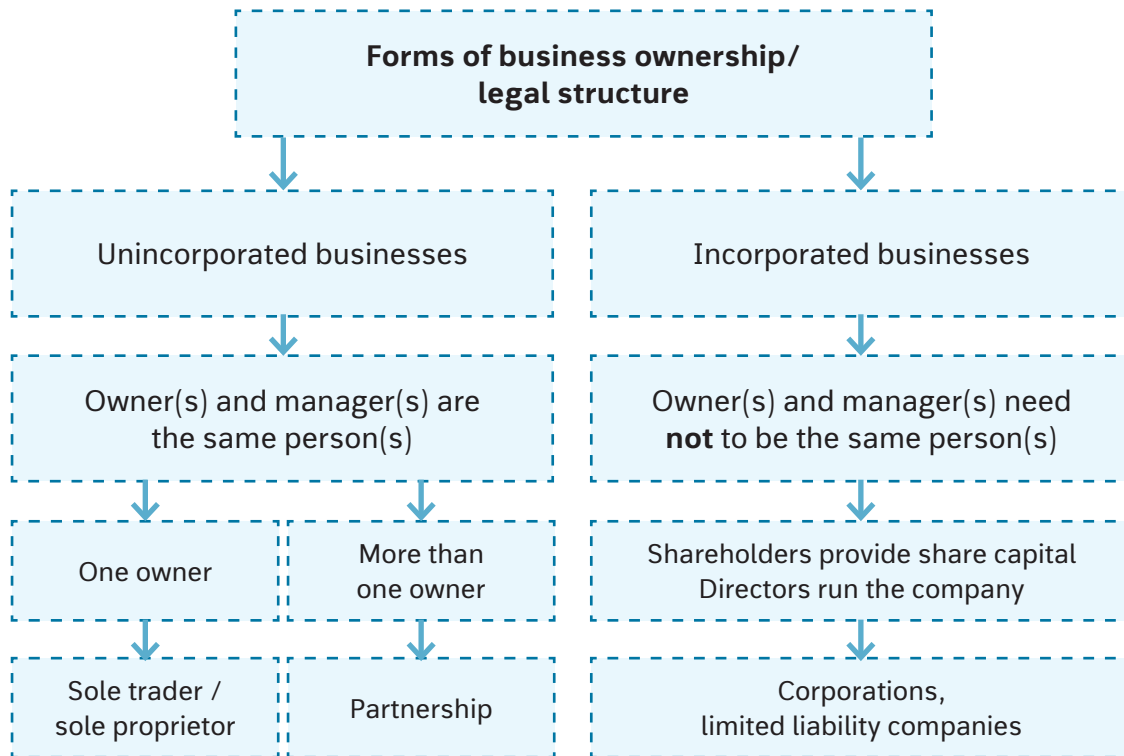 Forms of business ownership/
legal structure
Unincorporated businesses
Incorporated businesses
Owner(s) and manager(s) are
the same person(s)
Owner(s) and manager(s) need
not to be the same person(s)
One owner
More than
one owner
Shareholders provide share capital
Directors run the company
Sole trader /
sole proprietor
Partnership
Corporations,
limited liability companies